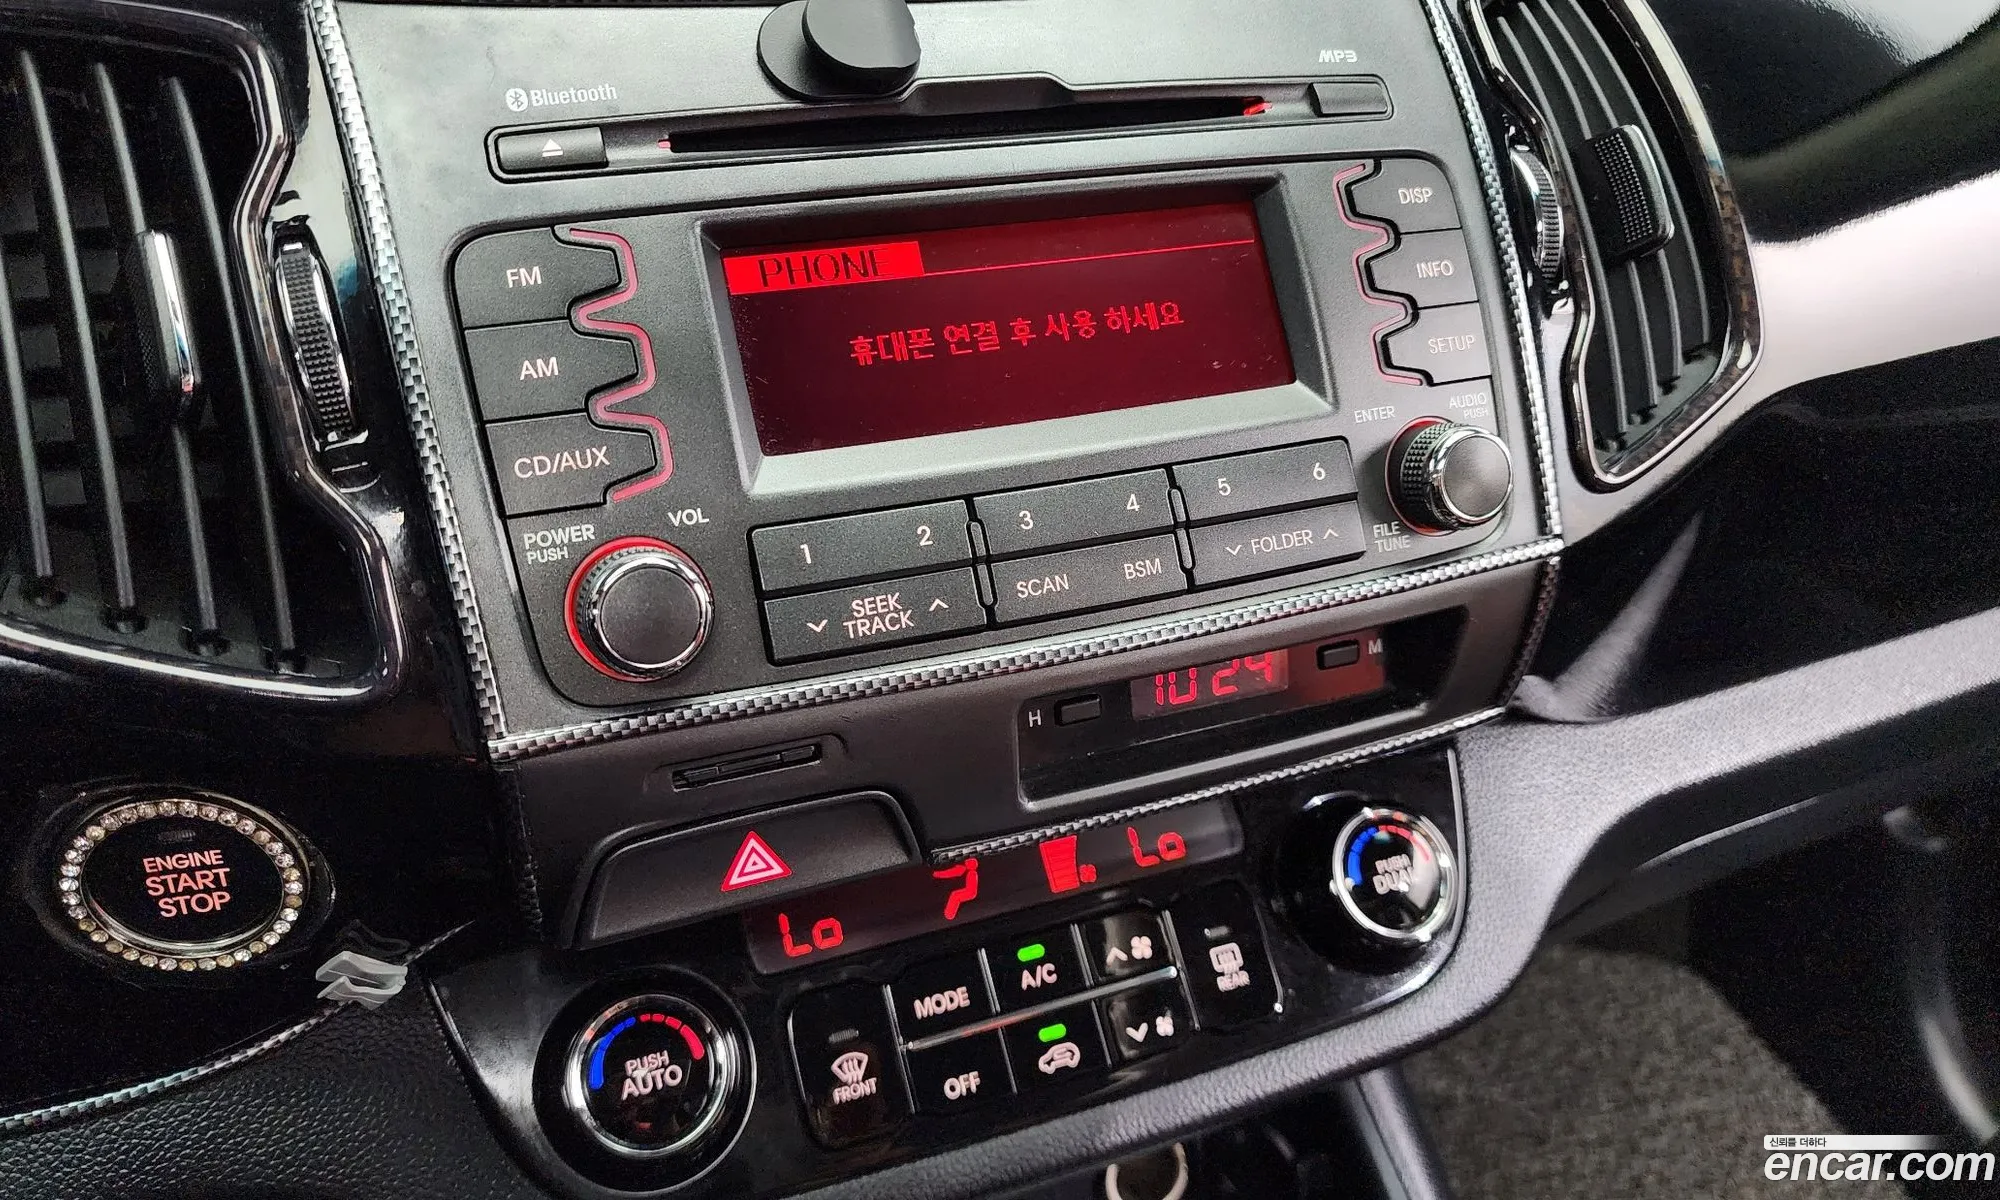 Bluetooth
MP3
FM
AM
CD/AUX
PHONE
휴대폰 연결 후 사용 하세요
DISP
INFO
SETUP
POWER
PUSH
VOL
1 2 3 4 5 6
SEEK
TRACK
SCAN BSM
FOLDER
ENTER
AUDIO
PUSH
FILE
TUNE
H
10 24
M
ENGINE
START
STOP
Lo
Lo
PUSH
AUTO
FRONT
MODE
OFF
A/C
REAR
PUSH
DUAL
신뢰를 더하다
encar.com